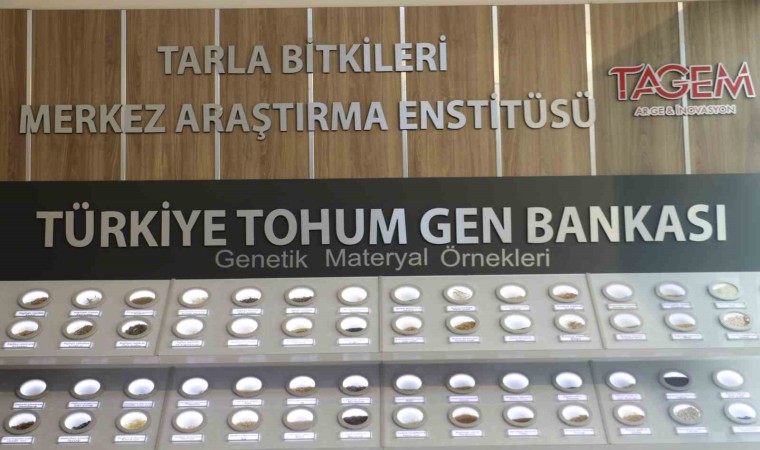 TARLA BİTKİLERİ
MERKEZ ARAŞTIRMA ENSTİTÜSÜ
TAGEM
AR-GE & İNOVASYON
TÜRKİYE TOHUM GEN BANKASI
Genetik Materyal Örnekleri